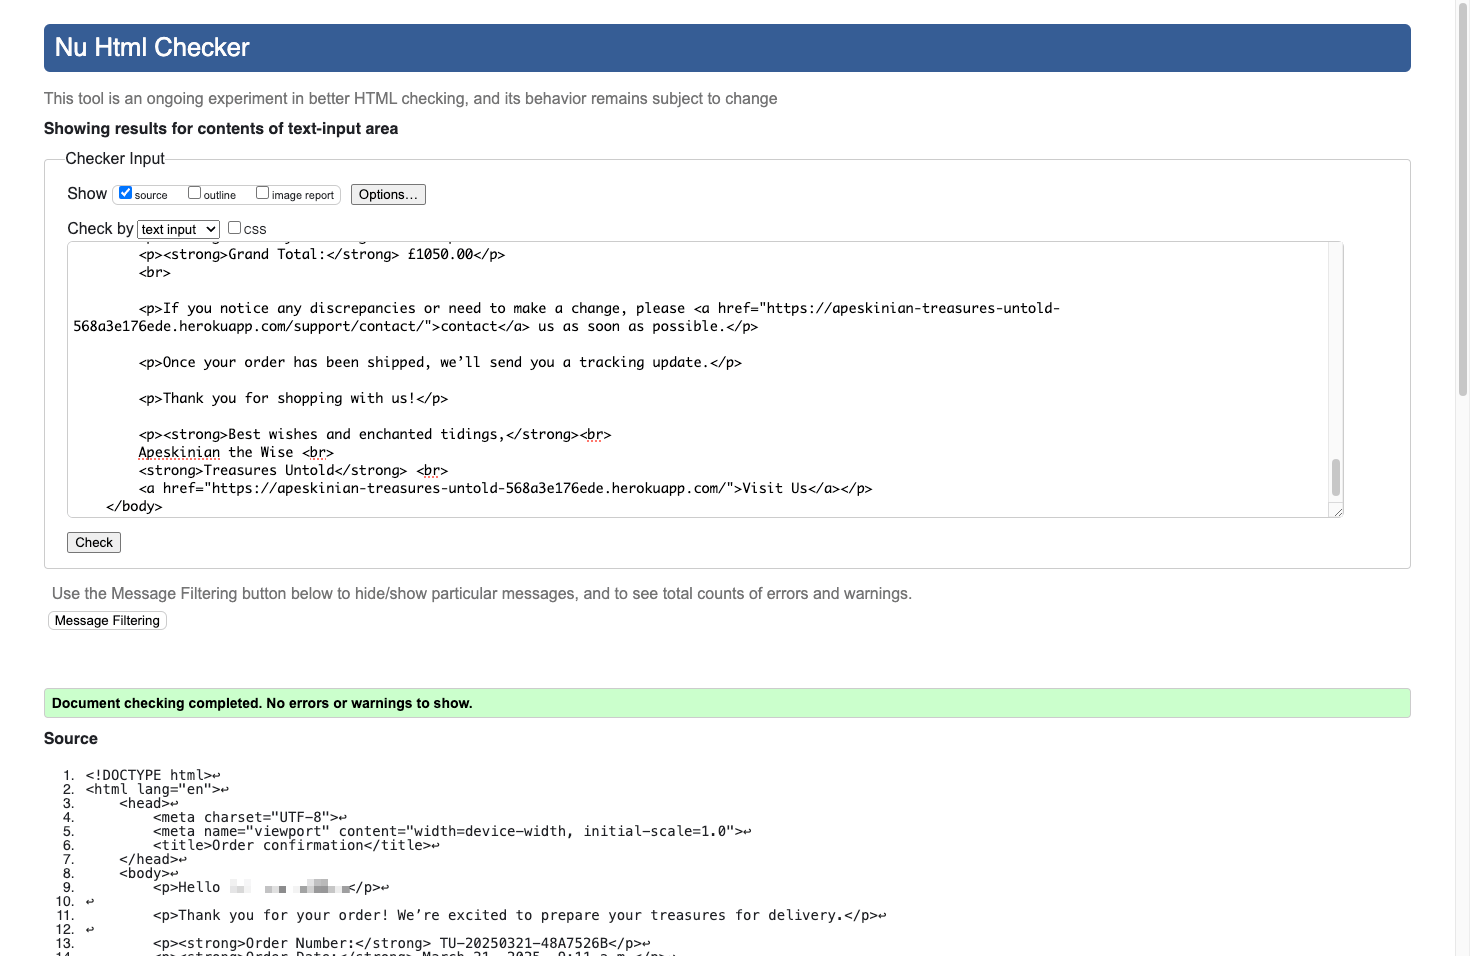 Nu Html Checker
This tool is an ongoing experiment in better HTML checking, and its behavior remains subject to change
Showing results for contents of text-input area
Checker Input
Show source outline image report Options...
Check by text input CSS
<p><strong>Grand Total:</strong> £1050.00</p>
<br>
<p>If you notice any discrepancies or need to make a change, please <a href="https://apeskinian-treasures-untold-
568a3e176ede.herokuapp.com/support/contact/">contact</a> us as soon as possible.</p>
<p>Once your order has been shipped, we’ll send you a tracking update.</p>
<p>Thank you for shopping with us!</p>
<p><strong>Best wishes and enchanted tidings,</strong><br>
Apeskinian the Wise <br>
<strong>Treasures Untold</strong> <br>
<a href="https://apeskinian-treasures-untold-568a3e176ede.herokuapp.com/">Visit Us</a></p>
</body>
Check
Use the Message Filtering button below to hide/show particular messages, and to see total counts of errors and warnings.
Message Filtering
Document checking completed. No errors or warnings to show.
Source
1. <!DOCTYPE html>↩
2. <html lang="en">↩
3. <head>↩
4. <meta charset="UTF-8">↩
5. <meta name="viewport" content="width=device-width, initial-scale=1.0">↩
6. <title>Order confirmation</title>↩
7. </head>↩
8. <body>↩
9. <p>Hello </p>↩
10. ↩
11. <p>Thank you for your order! We’re excited to prepare your treasures for delivery.</p>↩
12. ↩
13. <p><strong>Order Number:</strong> TU-20250321-48A7526B</p>↩
14. <p><strong>Order Date:</strong> March 21, 2025, 9:11 a.m.</p>↩